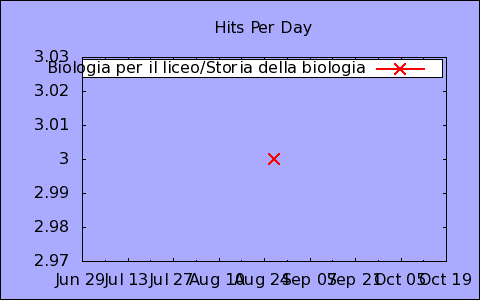 Hits Per Day
3.03
Biologia per il liceo/Storia della biologia
3.02
3.01
3
2.99
2.98
2.97
Jun 29 Jul 13 Jul 27 Aug 10 Aug 24 Sep 07 Sep 21 Oct 05 Oct 19